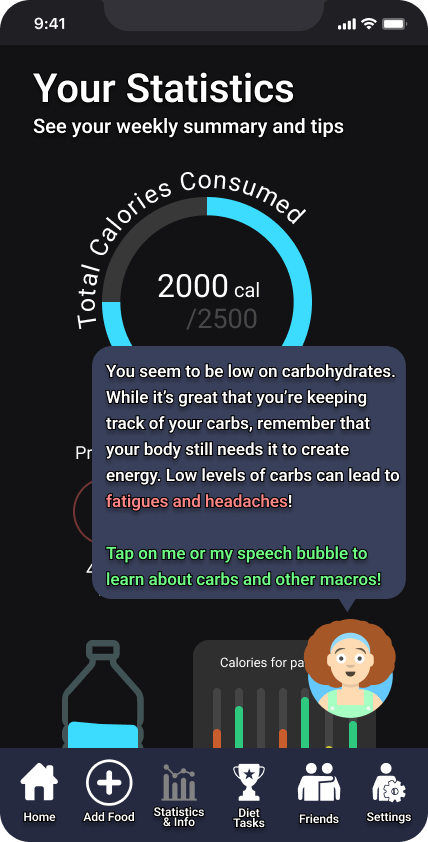 9:41
Your Statistics
See your weekly summary and tips
Total Calories Consumed
2000 cal
/2500
You seem to be low on carbohydrates.
While it's great that you're keeping
track of your carbs, remember that
your body still needs it to create
energy. Low levels of carbs can lead to
fatigues and headaches!
Tap on me or my speech bubble to
learn about carbs and other macros!
Pr
4
Calories for pa
Home
Add Food
Statistics
& Info
Diet
Tasks
Friends
Settings